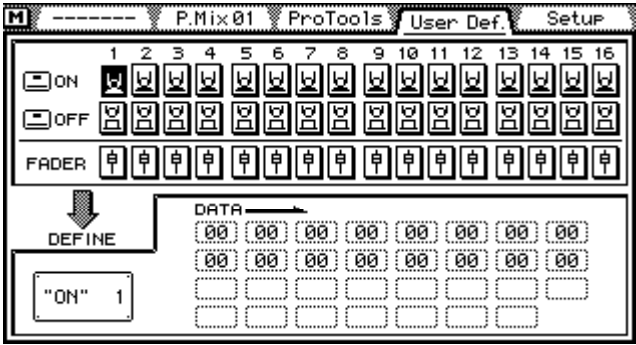 M ------- P.Mix01 ProTools User Def. Setup
1 2 3 4 5 6 7 8 9 10 11 12 13 14 15 16
ON
OFF
FADER
DATA
DEFINE
00 00 00 00 00 00 00 00
00 00 00 00 00 00 00 00
"ON" 1